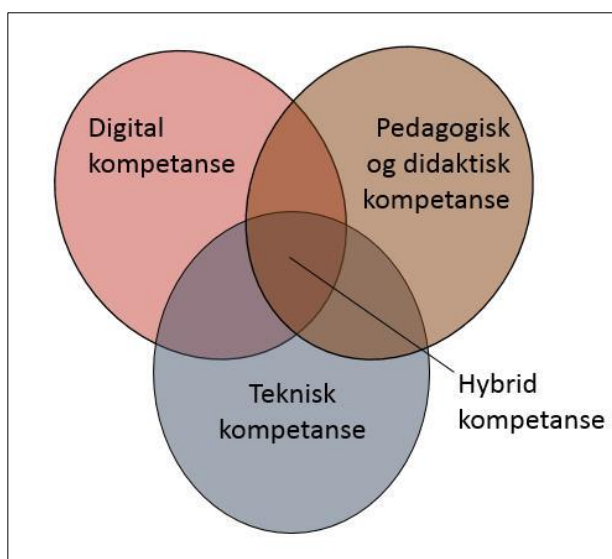 Digital
kompetanse
Pedagogisk
og didaktisk
kompetanse
Teknisk
kompetanse
Hybrid
kompetanse